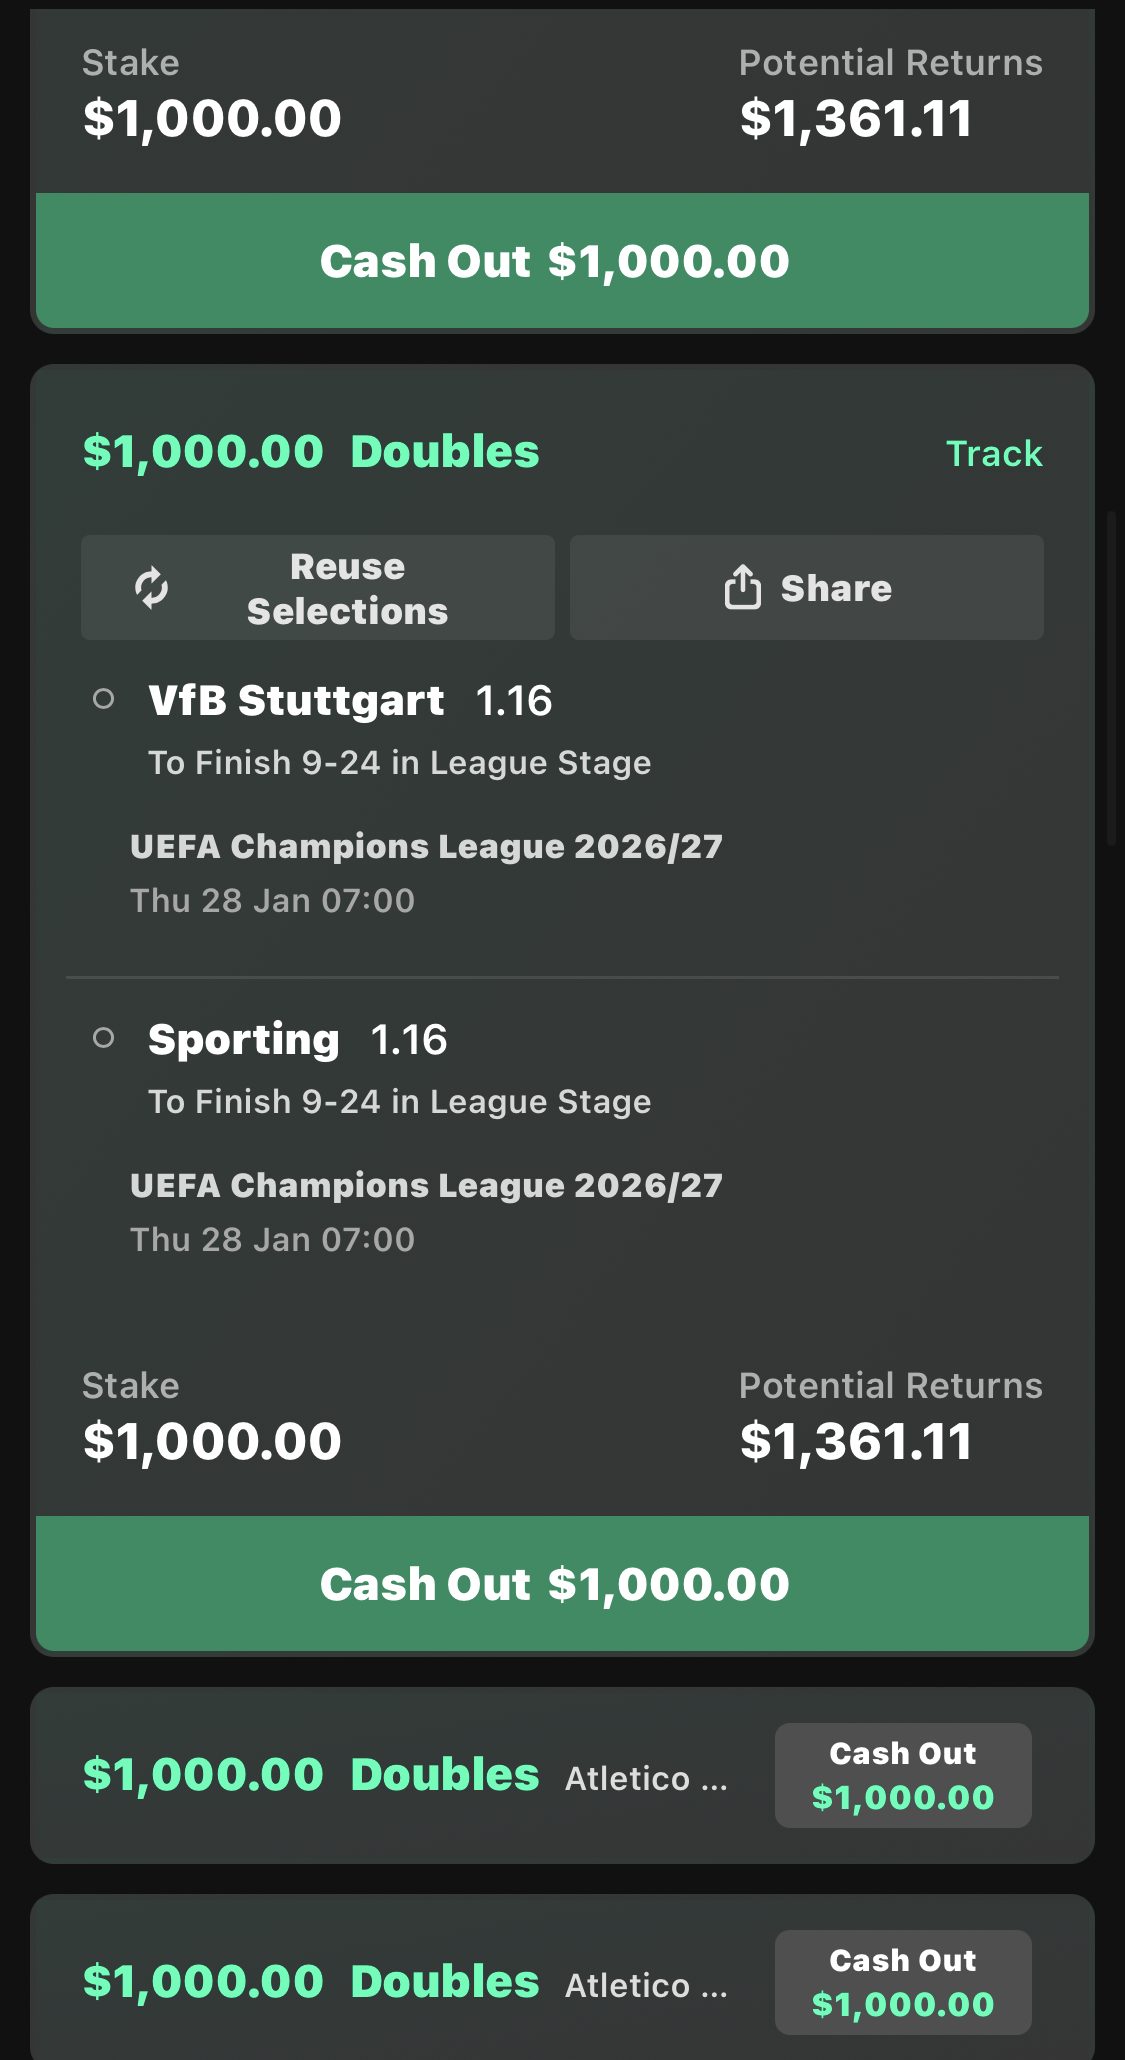 Stake
Potential Returns
$1,000.00
$1,361.11
Cash Out $1,000.00
$1,000.00 Doubles
Track
Reuse
Selections
Share
VfB Stuttgart 1.16
To Finish 9-24 in League Stage
UEFA Champions League 2026/27
Thu 28 Jan 07:00
Sporting 1.16
To Finish 9-24 in League Stage
UEFA Champions League 2026/27
Thu 28 Jan 07:00
Stake
Potential Returns
$1,000.00
$1,361.11
Cash Out $1,000.00
$1,000.00 Doubles Atletico ...
Cash Out
$1,000.00
$1,000.00 Doubles Atletico ...
Cash Out
$1,000.00